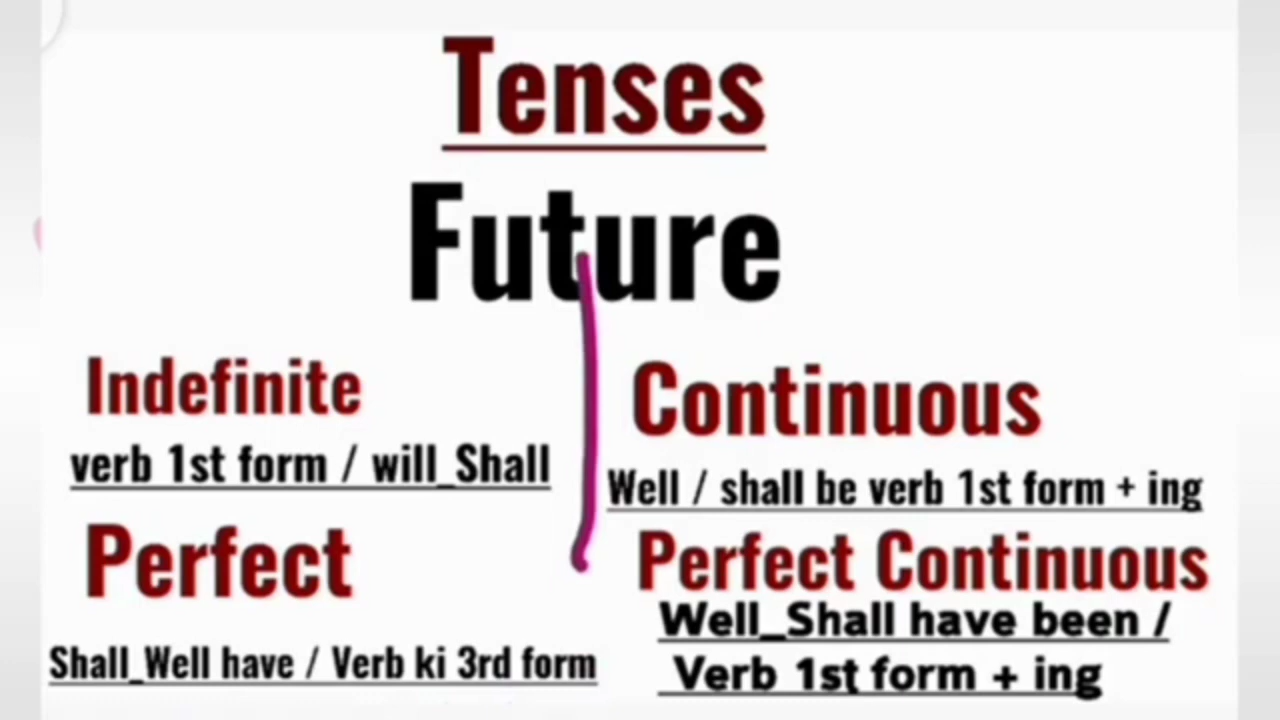 Tenses
Future
Indefinite
verb 1st form / will_Shall
Continuous
Well / shall be verb 1st form + ing
Perfect
Shall_Well have / Verb ki 3rd form
Perfect Continuous
Well_Shall have been /
Verb 1st form + ing